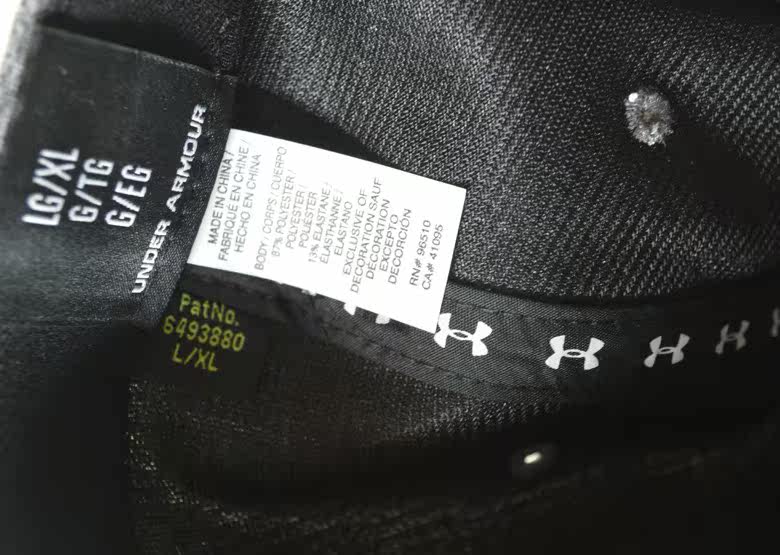 LG/XL
G/TG
G/EG
UNDER ARMOUR
MADE IN CHINA /
FABRIQUÉ EN CHINE /
HECHO EN CHINA
BODY / CORPS / CUERPO
87% POLYESTER /
POLYESTER /
POLIESTER
13% ELASTANE /
ÉLASTHANNE /
ELASTANO
EXCLUSIVE OF
DECORATION SAUF
DÉCORATION
EXCEPTO
DECORCIÓN
RN# 96510
CA# 41095
PatNo.
6493880
L/XL